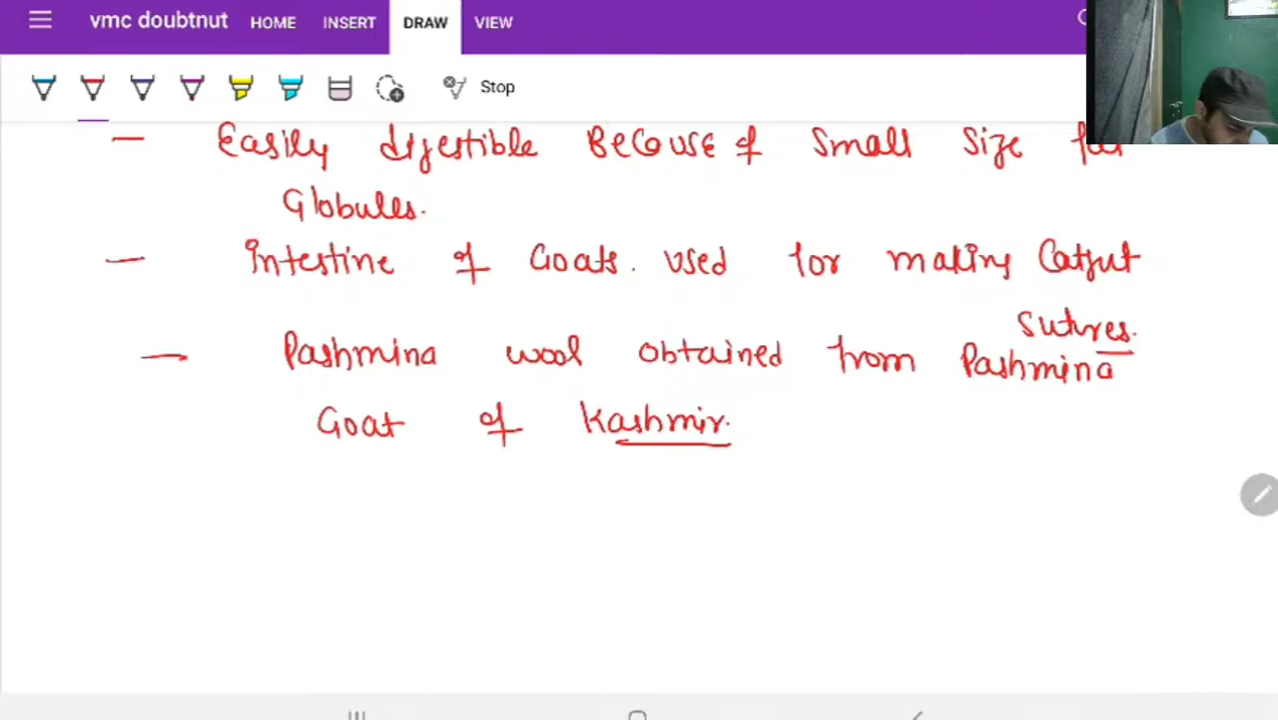 vmc doubtnut HOME INSERT DRAW VIEW
Stop
- Easily digestible Because of small size
Globules.
- Intestine of Goats. used for making Catgut
Sutures.
- Pashmina wool obtained from Pashmina
Goat of Kashmir.